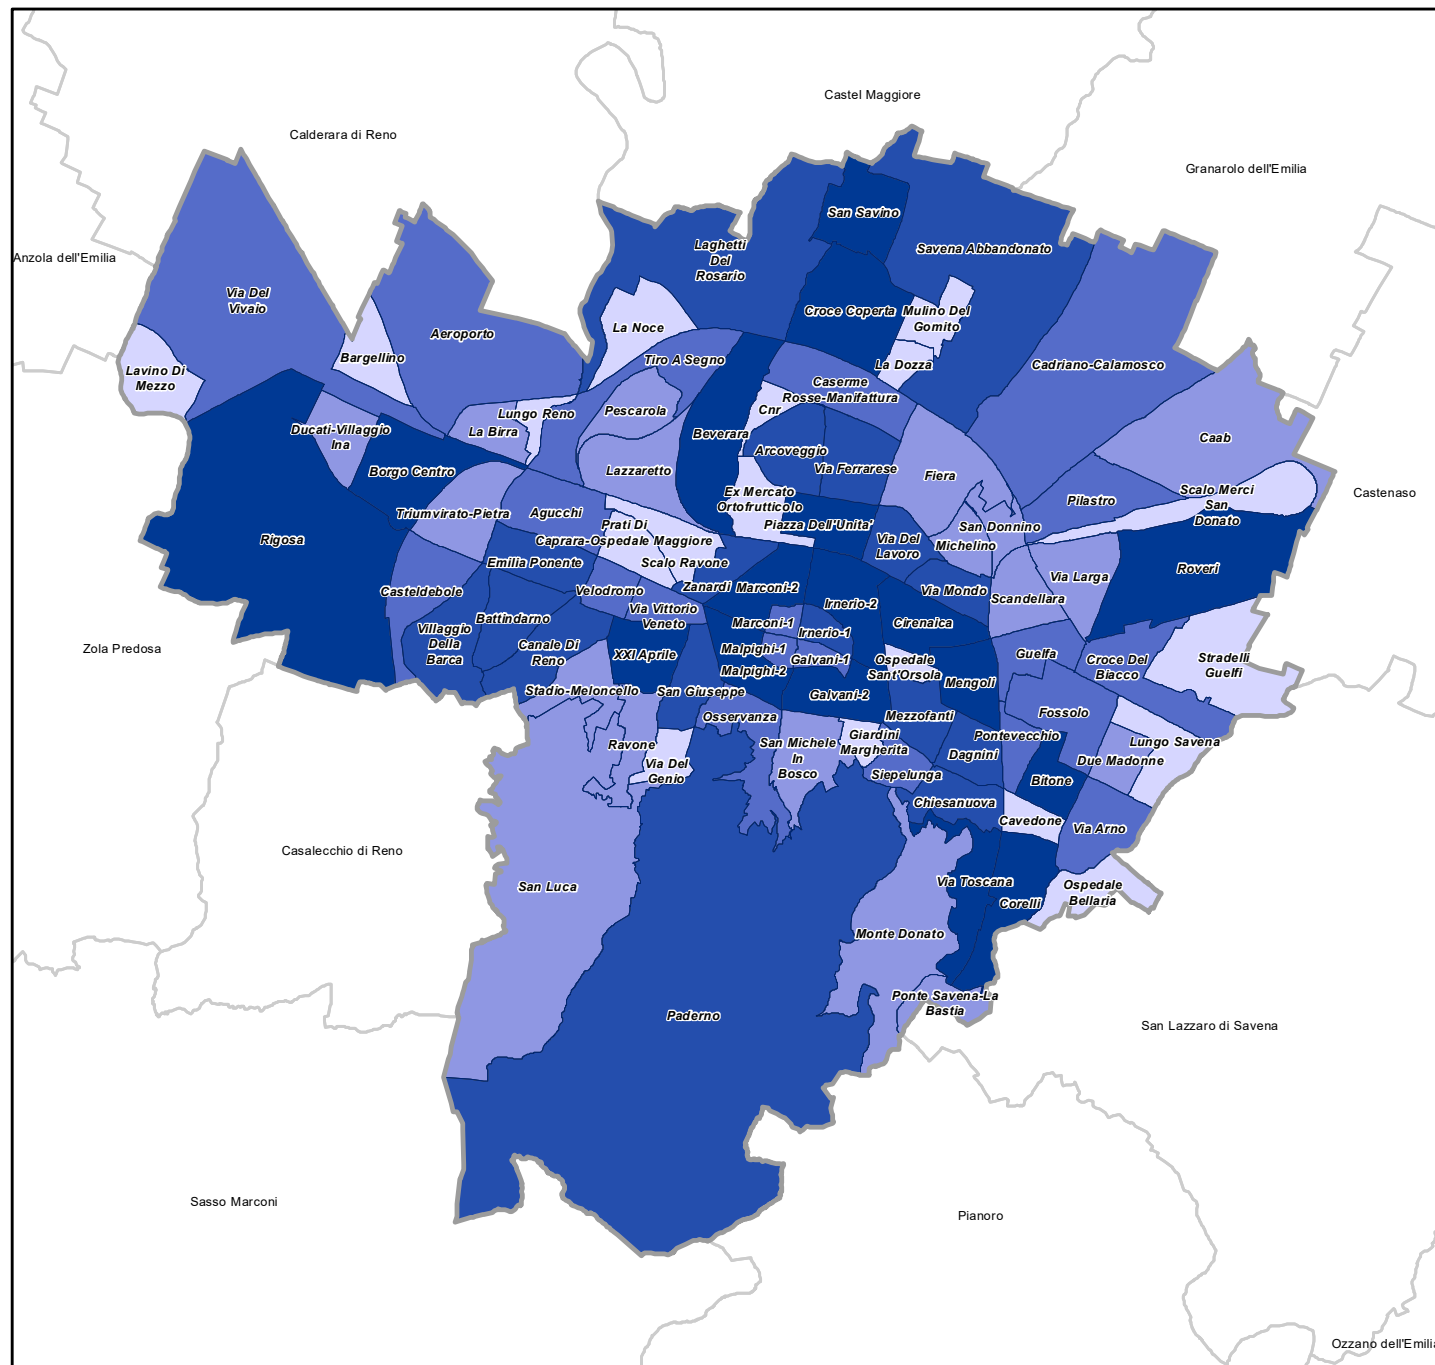 Castel Maggiore
Calderara di Reno
Granarolo dell'Emilia
San Savino
Laghetti
Del
Rosario
Savena Abbandonato
Anzola dell'Emilia
Via Del
Vivaio
Croce Coperta
Mulino Del
Gomito
La Noce
Aeroporto
Bargellino
Tiro A Segno
La Dozza
Cadriano-Calamosco
Lavino Di
Mezzo
Caserme
Rosse-Manifattura
Cnr
Pescarola
Lungo Reno
La Birra
Ducati-Villaggio
Ina
Beverara
Caab
Arcoveggio
Via Ferrarese
Borgo Centro
Lazzaretto
Fiera
Ex Mercato
Ortofrutticolo
Scalo Merci
San
Donato
Castenaso
Pilastro
Triumvirato-Pietra
Agucchi
Prati Di
Caprara-Ospedale Maggiore
Piazza Dell'Unita'
San Donnino
Michelino
Via Del
Lavoro
Rigosa
Emilia Ponente
Scalo Ravone
Roveri
Via Larga
Casteldebole
Velodromo
Zanardi
Marconi-2
Via Mondo
Scandellara
Irnerio-2
Via Vittorio
Veneto
Battindarno
Marconi-1
Irnerio-1
Cirenaica
Villaggio
Della
Barca
Canale Di
Reno
XXI Aprile
Malpighi-1
Malpighi-2
Galvani-1
Ospedale
Sant'Orsola
Guelfa
Croce Del
Biacco
Stradelli
Guelfi
Zola Predosa
Stadio-Meloncello
San Giuseppe
Galvani-2
Mengoli
Osservanza
Mezzofanti
Fossolo
Pontevecchio
Giardini
Margherita
Ravone
San Michele
In
Bosco
Lungo Savena
Due Madonne
Dagnini
Via Del
Genio
Siepelunga
Bitone
Chiesanuova
Cavedone
Via Arno
Casalecchio di Reno
San Luca
Via Toscana
Ospedale
Bellaria
Corelli
Monte Donato
Ponte Savena-La
Bastia
Paderno
San Lazzaro di Savena
Sasso Marconi
Pianoro
Ozzano dell'Emilia